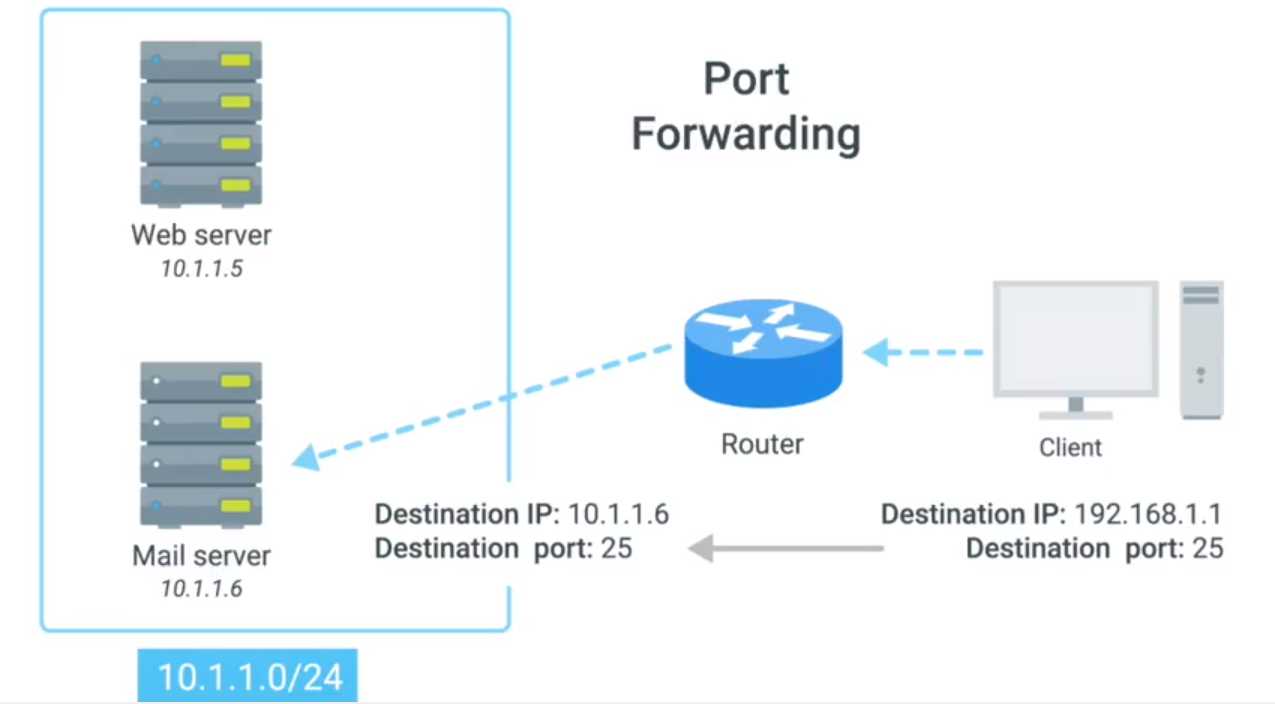 Port
Forwarding
Web server
10.1.1.5
Router
Client
Destination IP: 10.1.1.6
Destination port: 25
Destination IP: 192.168.1.1
Destination port: 25
Mail server
10.1.1.6
10.1.1.0/24